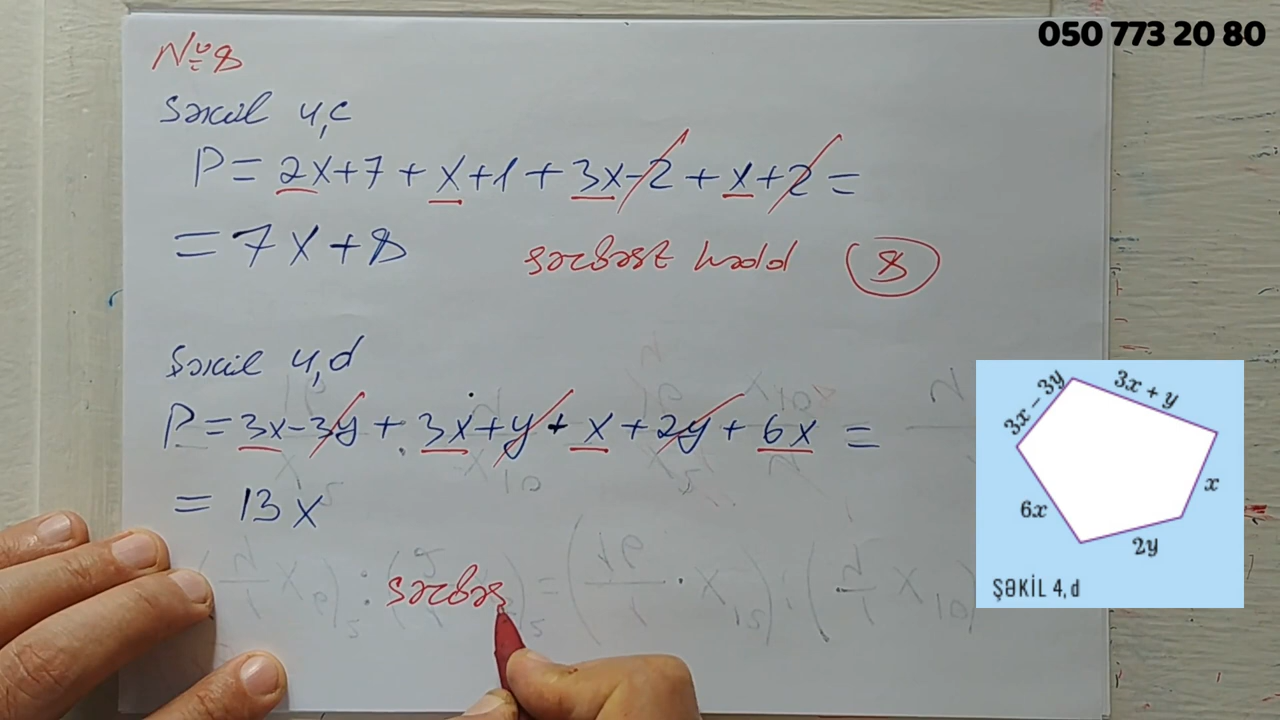 050 773 20 80
№8
Şəkil 4,c
P = 2x+7 + x+1 + 3x-2 + x+2 =
= 7x+8
sərbəst hədd 8
Şəkil 4,d
P = 3x-3y + 3x+y + x + 2y + 6x =
= 13x
sərbəs
3x − 3y
3x + y
x
6x
2y
ŞƏKİL 4, d